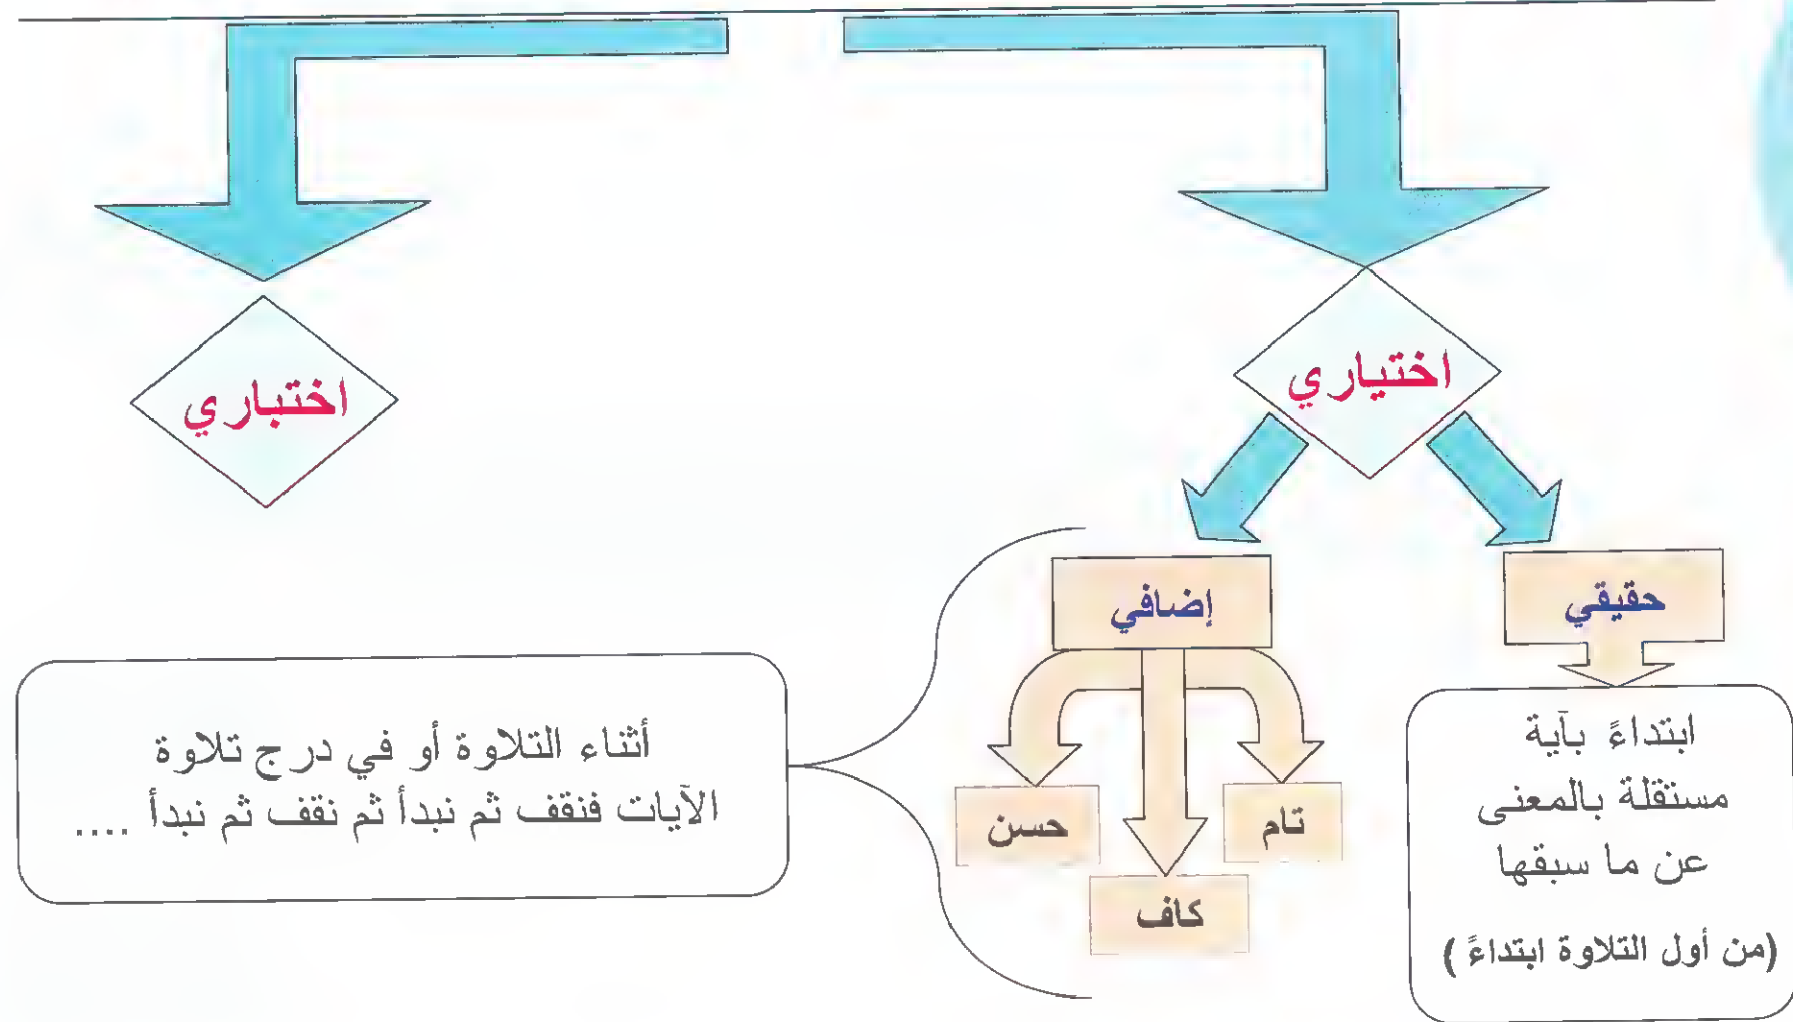 اختياري
اختباري
حقيقي
إضافي
ابتداءً بآية
مستقلة بالمعنى
عن ما سبقها
(من أول التلاوة ابتداءً)
تام
كاف
حسن
أثناء التلاوة أو في درج تلاوة
الآيات فنقف ثم نبدأ ثم نقف ثم نبدأ ....